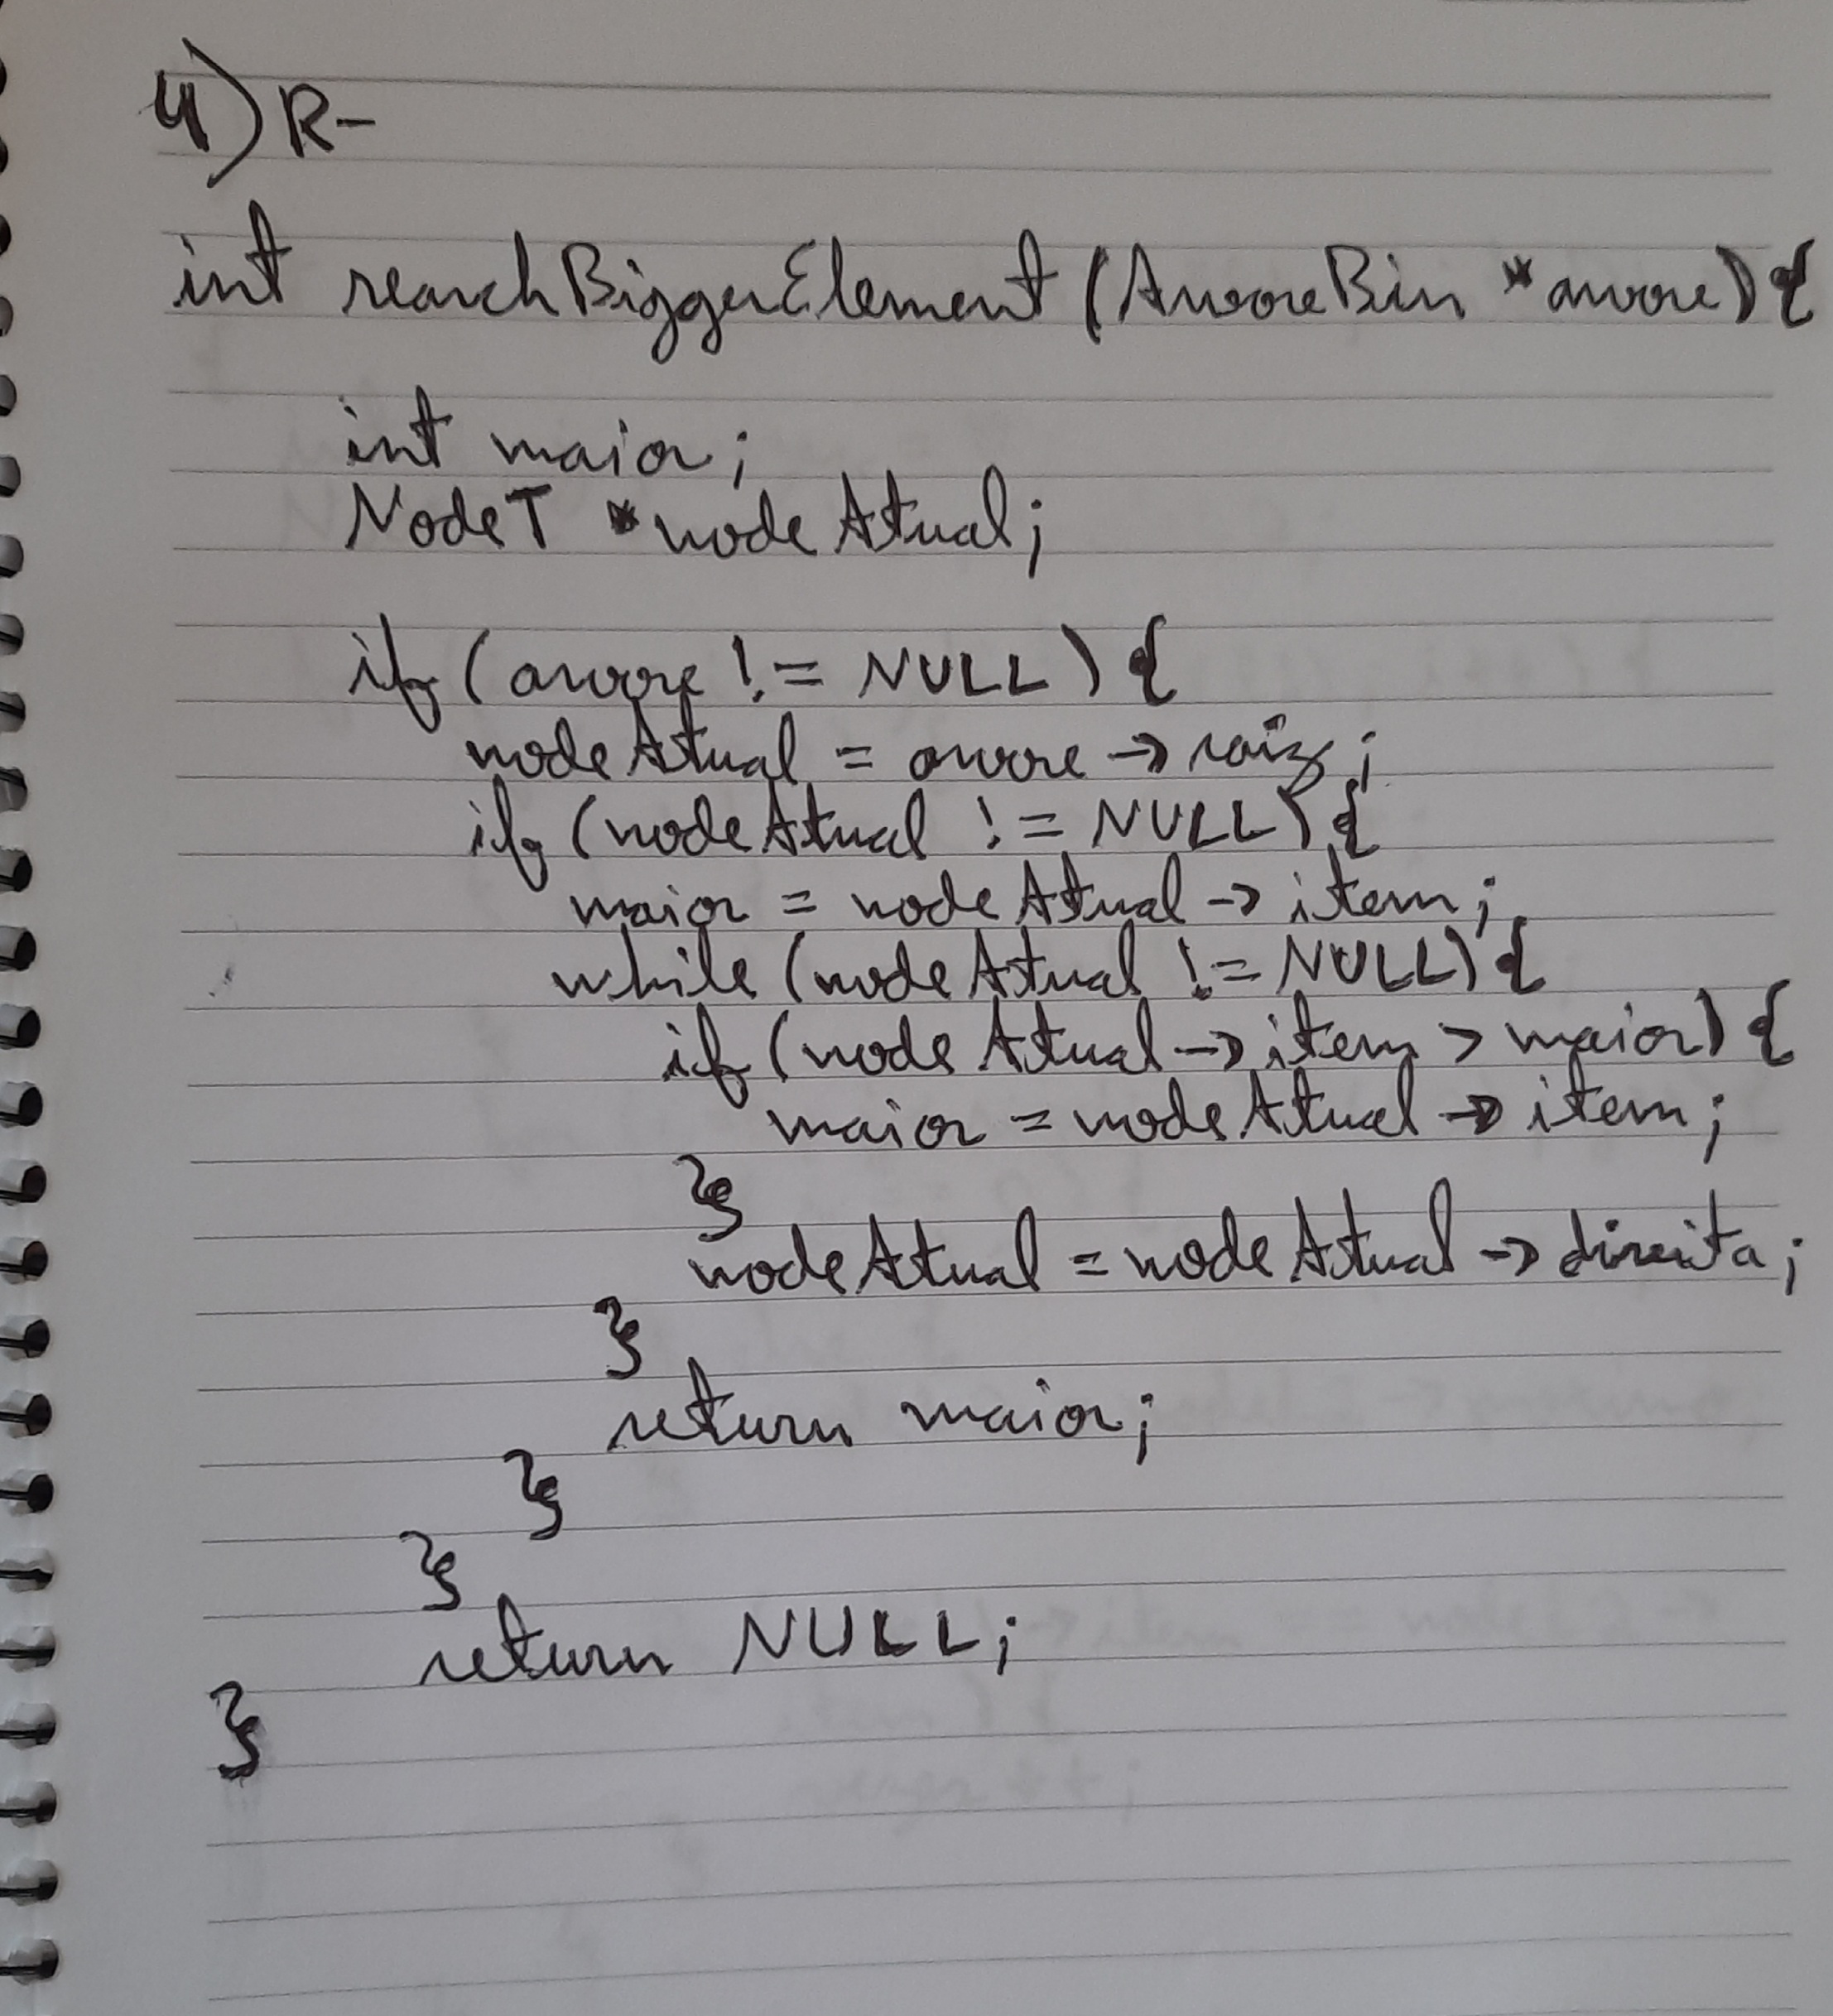 4) R-
int searchBiggerElement (ArvoreBin *arvore) {
int maior;
NodeT *nodeAtual;
if (arvore != NULL) {
nodeAtual = arvore -> raiz;
if (nodeAtual != NULL) {
maior = nodeAtual -> item;
while (nodeAtual != NULL) {
if (nodeAtual -> item > maior) {
maior = nodeAtual -> item;
}
nodeAtual = nodeAtual -> direita;
}
return maior;
}
}
return NULL;
}